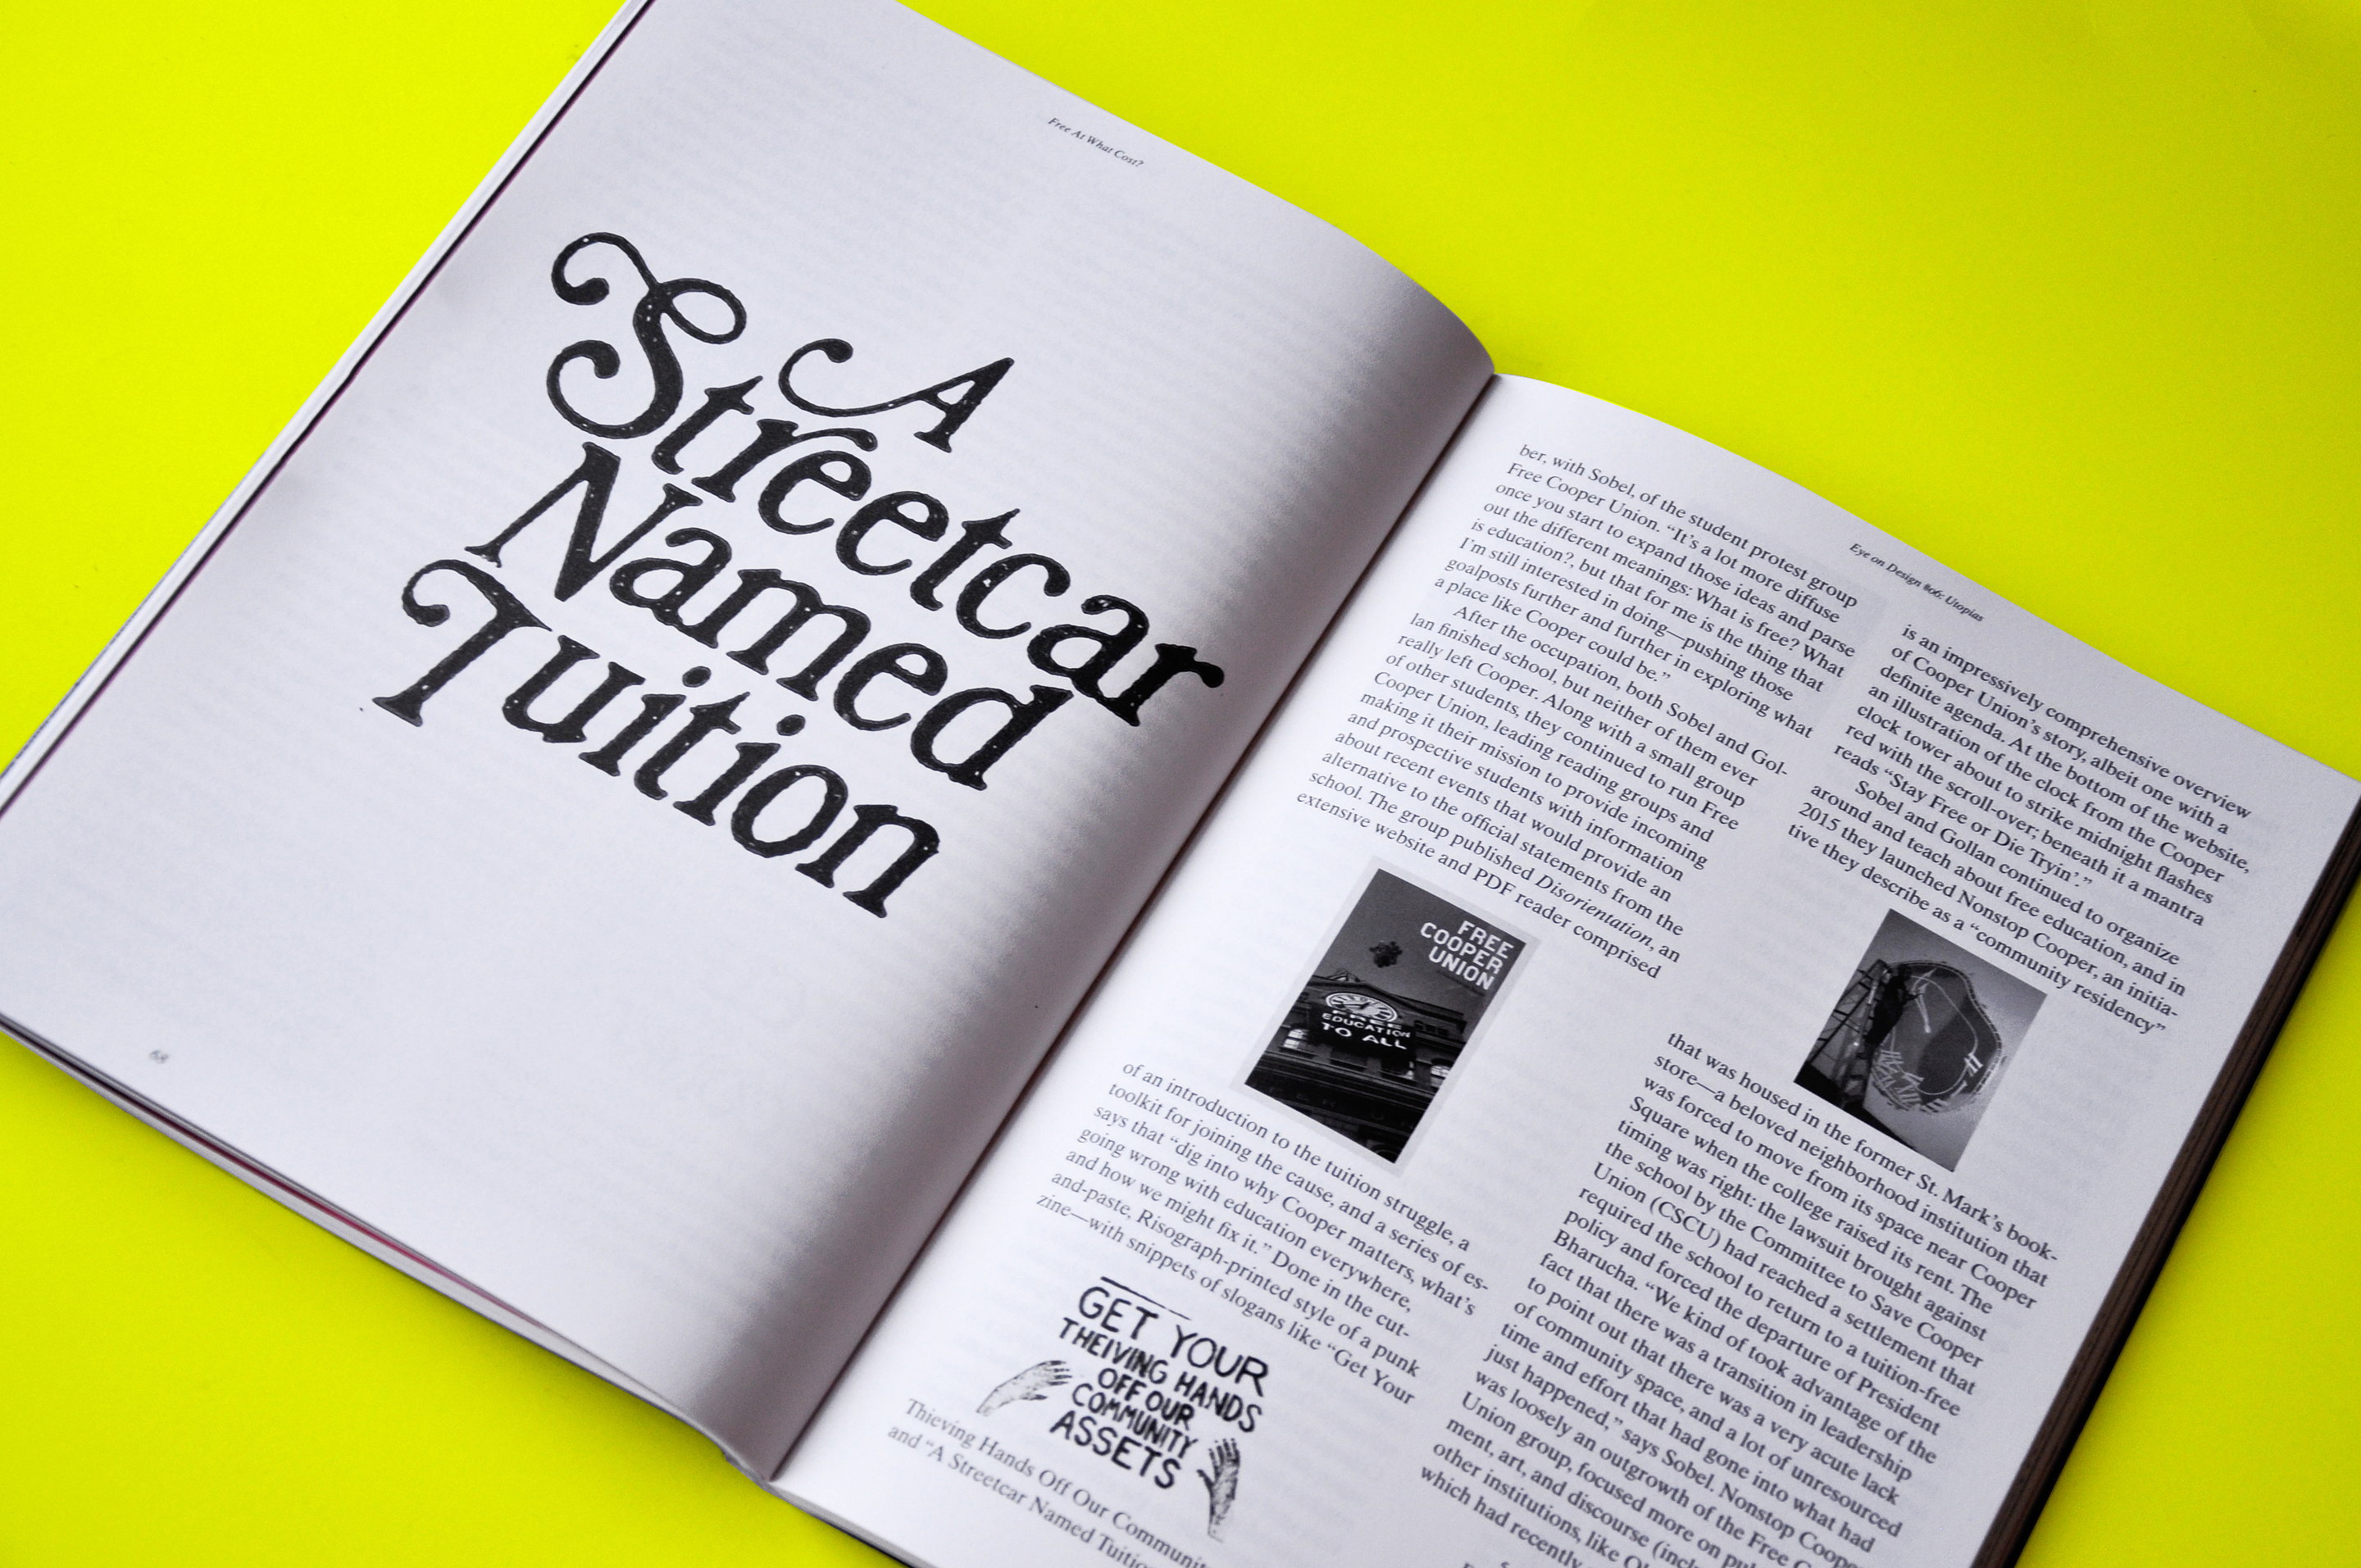 Free At What Cost?
A
Streetcar
Named
Tuition
68
Eye on Design #06: Utopias
ber, with Sobel, of the student protest group
Free Cooper Union. “It’s a lot more diffuse
once you start to expand those ideas and parse
out the different meanings: What is free? What
is education?, but that for me is the thing that
I’m still interested in doing—pushing those
goalposts further and further in exploring what
a place like Cooper could be.”
After the occupation, both Sobel and Gol-
lan finished school, but neither of them ever
really left Cooper. Along with a small group
of other students, they continued to run Free
Cooper Union, leading reading groups and
making it their mission to provide incoming
and prospective students with information
about recent events that would provide an
alternative to the official statements from the
school. The group published Disorientation, an
extensive website and PDF reader comprised
FREE
COOPER
UNION
FREE
EDUCATION
TO ALL
of an introduction to the tuition struggle, a
toolkit for joining the cause, and a series of es-
says that “dig into why Cooper matters, what’s
going wrong with education everywhere,
and how we might fix it.” Done in the cut-
and-paste, Risograph-printed style of a punk
zine—with snippets of slogans like “Get Your
GET YOUR
THEIVING HANDS
OFF OUR
COMMUNITY
ASSETS
Thieving Hands Off Our Communit
and “A Streetcar Named Tuitio
is an impressively comprehensive overview
of Cooper Union’s story, albeit one with a
definite agenda. At the bottom of the website,
an illustration of the clock from the Cooper
clock tower about to strike midnight flashes
red with the scroll-over; beneath it a mantra
reads “Stay Free or Die Tryin’.”
Sobel and Gollan continued to organize
around and teach about free education, and in
2015 they launched Nonstop Cooper, an initia-
tive they describe as a “community residency”
that was housed in the former St. Mark’s book-
store—a beloved neighborhood institution that
was forced to move from its space near Cooper
Square when the college raised its rent. The
timing was right: the lawsuit brought against
the school by the Committee to Save Cooper
Union (CSCU) had reached a settlement that
required the school to return to a tuition-free
policy and forced the departure of President
Bharucha. “We kind of took advantage of the
fact that there was a transition in leadership
to point out that there was a very acute lack
of community space, and a lot of unresourced
time and effort that had gone into what had
just happened,” says Sobel. Nonstop Cooper
was loosely an outgrowth of the Free C
Union group, focused more on pu
ment, art, and discourse (incl
other institutions, like O
which had recently